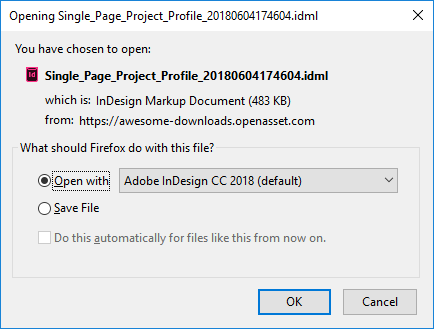 Opening Single_Page_Project_Profile_20180604174604.idml
You have chosen to open:
Id
Single_Page_Project_Profile_20180604174604.idml
which is: InDesign Markup Document (483 KB)
from: https://awesome-downloads.openasset.com
What should Firefox do with this file?
Open with
Adobe InDesign CC 2018 (default)
Save File
Do this automatically for files like this from now on.
OK
Cancel